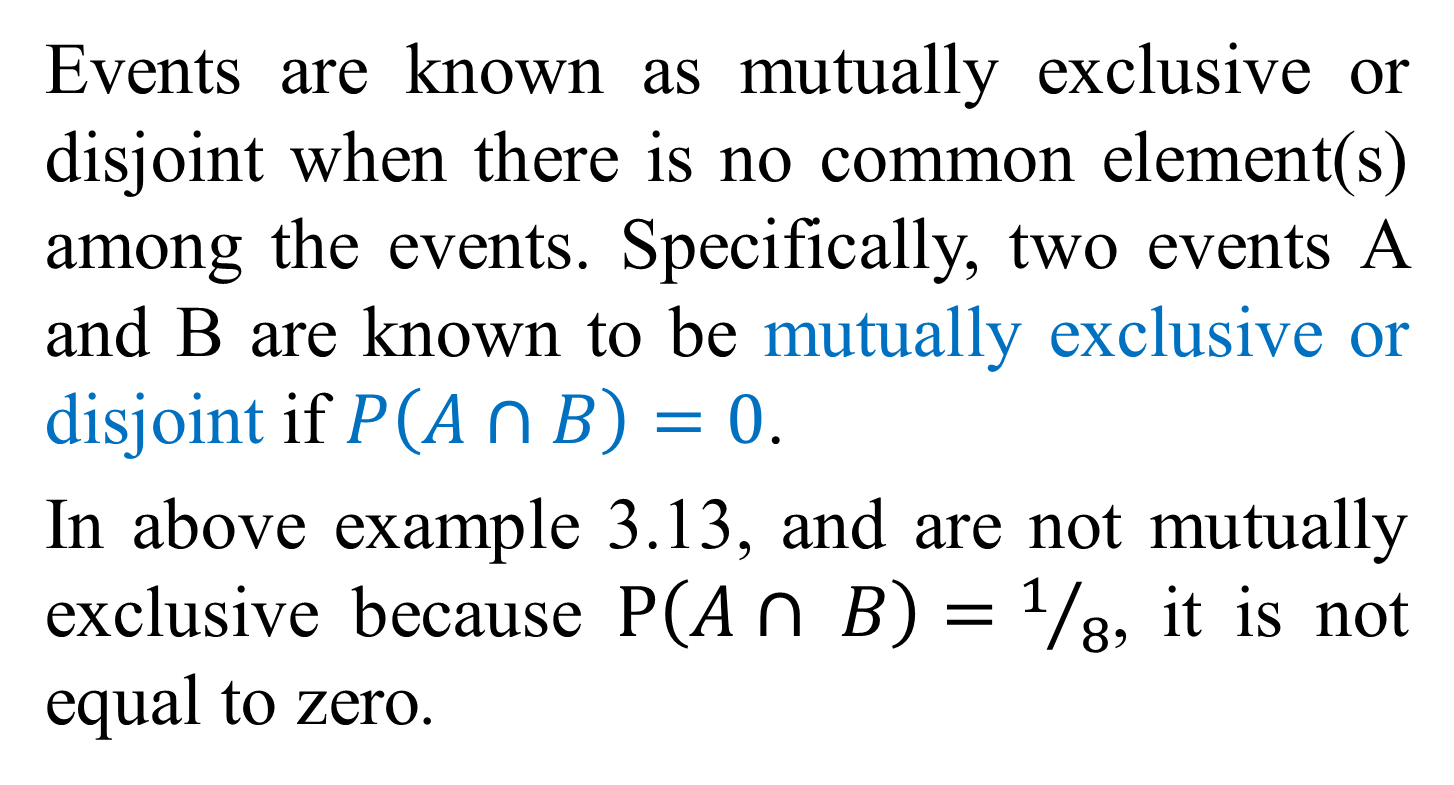 Events are known as mutually exclusive or
disjoint when there is no common element(s)
among the events. Specifically, two events A
and B are known to be mutually exclusive or
disjoint if P(A ∩ B) = 0.
In above example 3.13, and are not mutually
exclusive because P(A ∩ B) = 1/8, it is not
equal to zero.